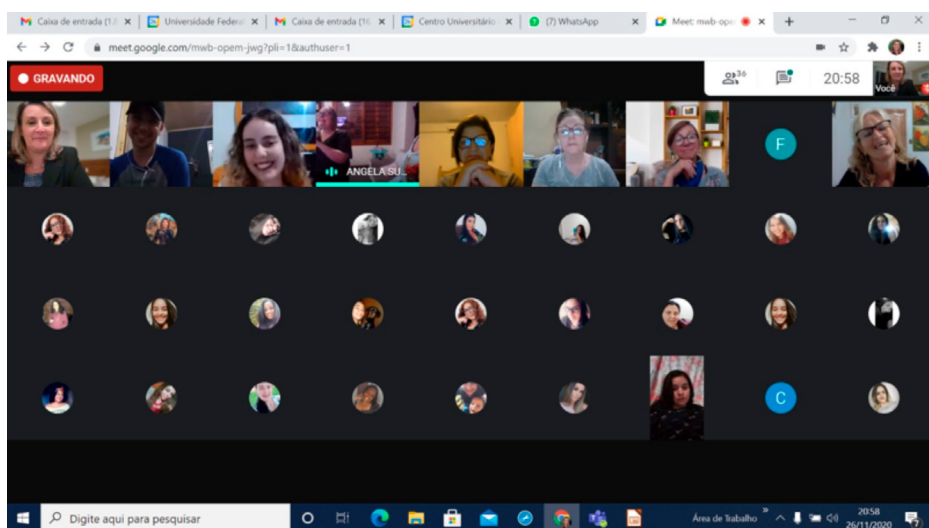 Caixa de entrada (1.
Universidade Federal
Caixa de entrada (16
Centro Universitário
(7) WhatsApp
Meet: mwb-ope
meet.google.com/mwb-opem-jwg?pli=1&authuser=1
GRAVANDO
36
20:58
Você
F
ANGELA SU...
C
Digite aqui para pesquisar
Área de Trabalho
20:58
26/11/2020